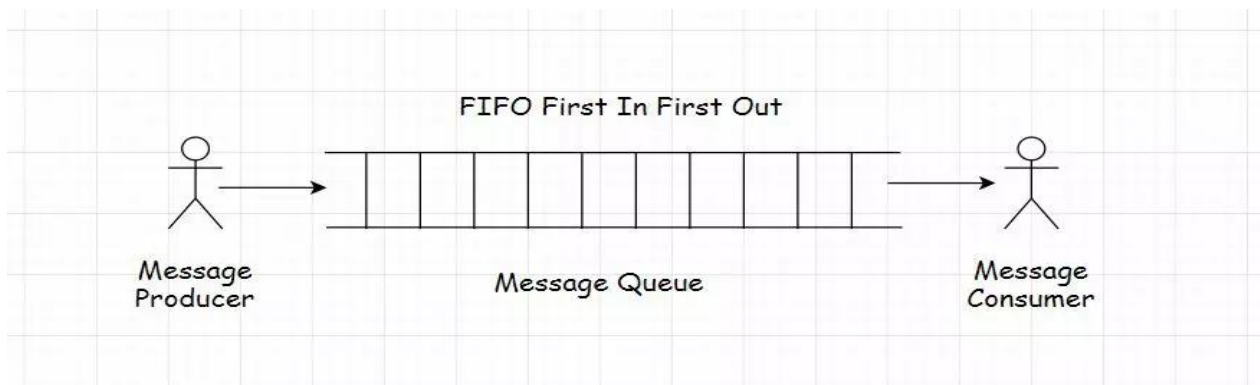 FIFO First In First Out
Message
Producer
Message Queue
Message
Consumer